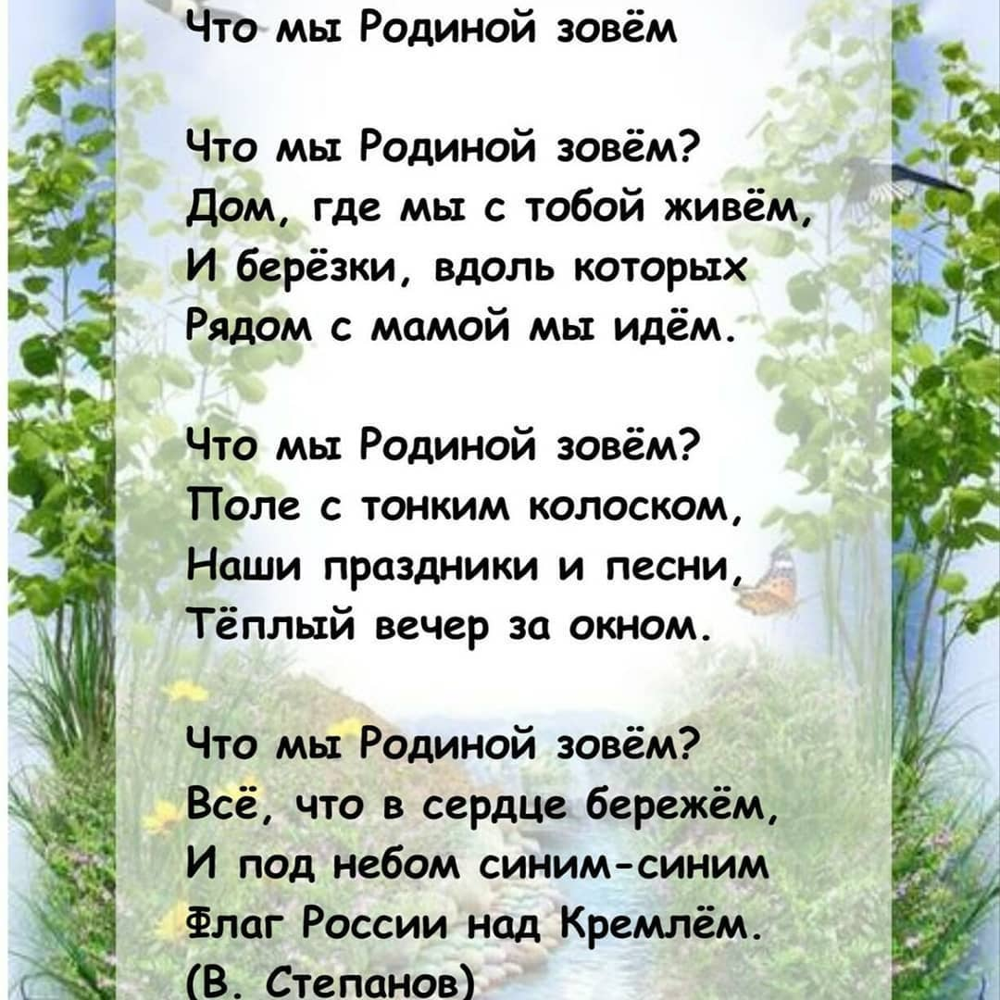 Что мы Родиной зовём
Что мы Родиной зовём?
Дом, где мы с тобой живём,
И берёзки, вдоль которых
Рядом с мамой мы идём.
Что мы Родиной зовём?
Поле с тонким колоском,
Наши праздники и песни,
Тёплый вечер за окном.
Что мы Родиной зовём?
Всё, что в сердце бережём,
И под небом синим-синим
Флаг России над Кремлём.
(В. Степанов)